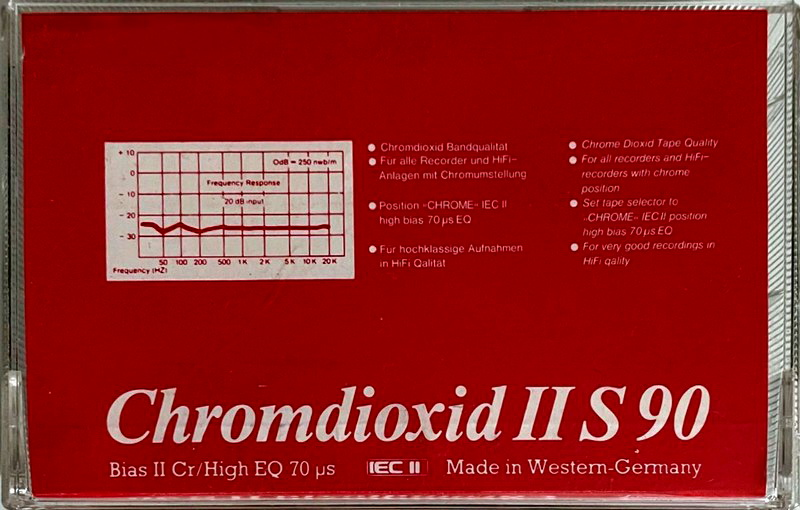 + 10
0dB = 250 nwb/m
0
Frequency Response
- 10
-20 dB input
- 20
- 30
50 100 200 500 1K 2K 5K 10K 20K
Frequency (HZ)
● Chromdioxid Bandqualität
● Für alle Recorder und HiFi-
Anlagen mit Chromumstellung
● Position »CHROME« IEC II
high bias 70 µs EQ
● Für hochklassige Aufnahmen
in HiFi Qalität
● Chrome Dioxid Tape Quality
● For all recorders and HiFi-
recorders with chrome
position
● Set tape selector to
»CHROME« IEC II position
high bias 70 µs EQ
● For very good recordings in
HiFi qality
Chromdioxid II S 90
Bias II Cr/High EQ 70 µs IEC II Made in Western-Germany